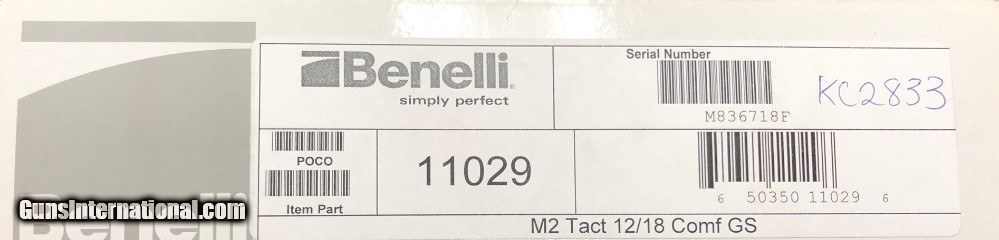 Benelli
simply perfect
Serial Number
M836718F
KC2833
POCO
Item Part
11029
6 50350 11029 6
M2 Tact 12/18 Comf GS
Benelli
GunsInternational.com